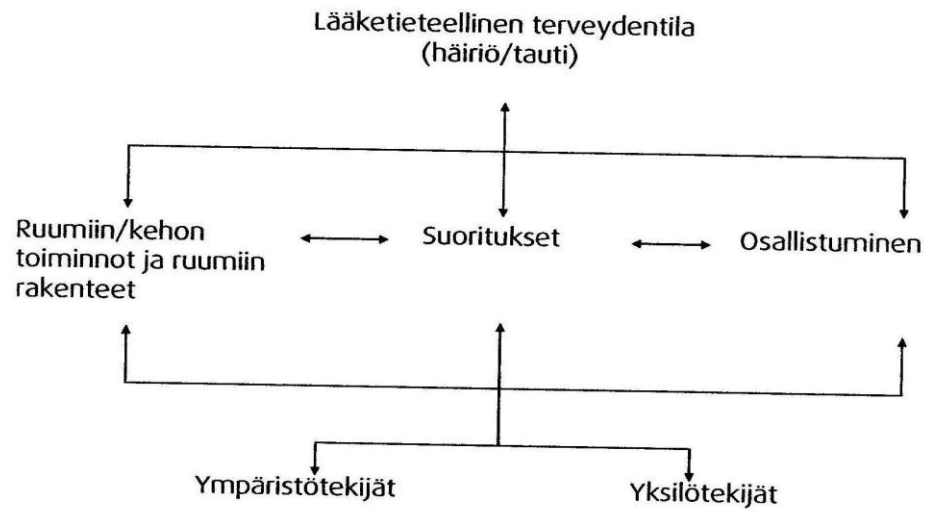 Lääketieteellinen terveydentila
(häiriö/tauti)
Ruumiin/kehon
toiminnot ja ruumiin
rakenteet
Suoritukset
Osallistuminen
Ympäristötekijät
Yksilötekijät